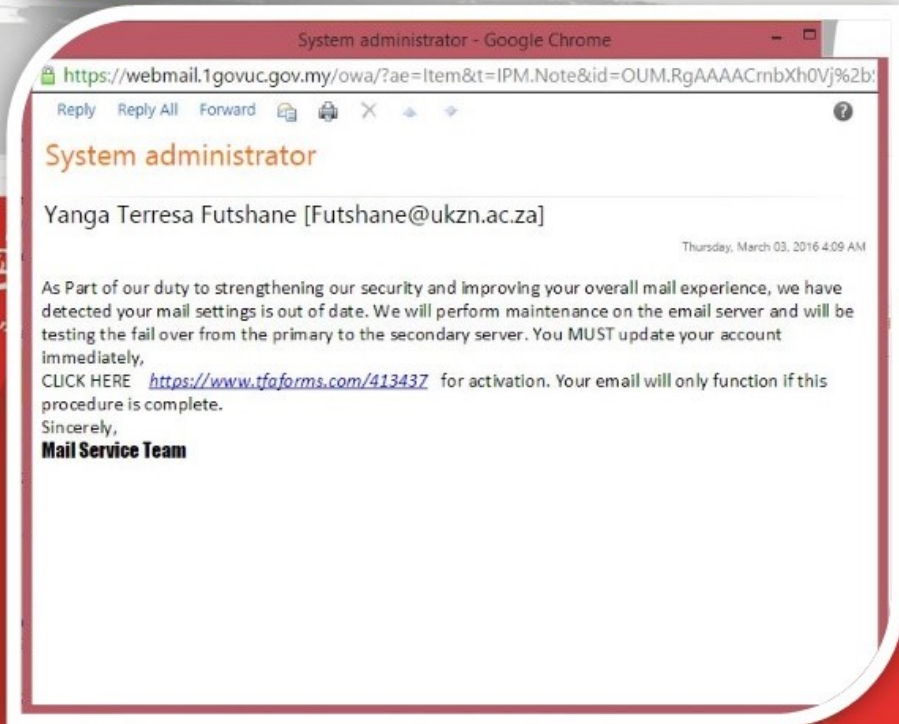 System administrator - Google Chrome
https://webmail.1govuc.gov.my/owa/?ae=Item&t=IPM.Note&id=OUM.RgAAAACrnbXh0Vj%2b
Reply Reply All Forward
System administrator
Yanga Terresa Futshane [Futshane@ukzn.ac.za]
Thursday, March 03, 2016 4:09 AM
As Part of our duty to strengthening our security and improving your overall mail experience, we have
detected your mail settings is out of date. We will perform maintenance on the email server and will be
testing the fail over from the primary to the secondary server. You MUST update your account
immediately,
CLICK HERE https://www.tfaforms.com/413437 for activation. Your email will only function if this
procedure is complete.
Sincerely,
Mail Service Team